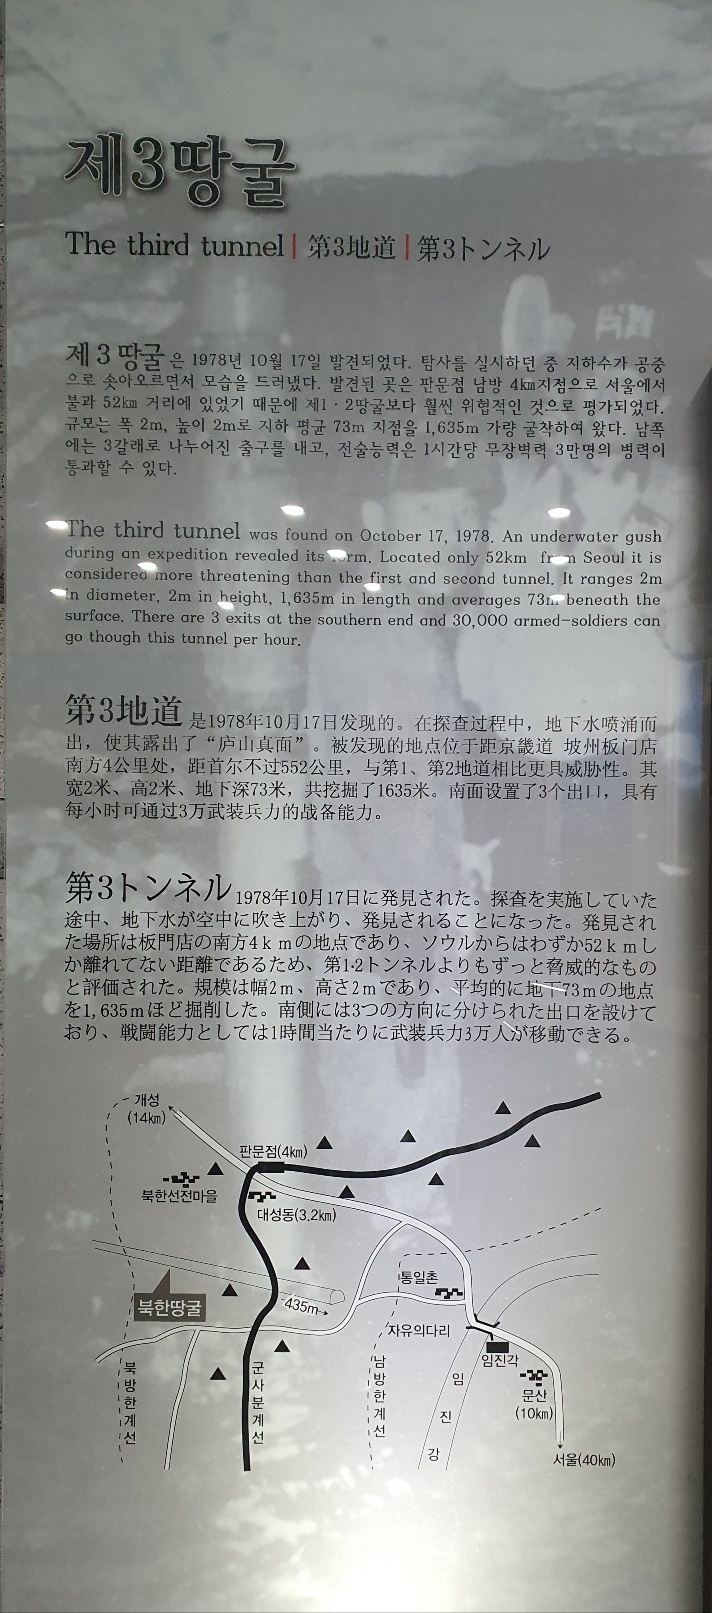 제3땅굴
The third tunnel | 第3地道 | 第3トンネル
제3땅굴은 1978년 10월 17일 발견되었다. 탐사를 실시하던 중 지하수가 공중
으로 솟아오르면서 모습을 드러냈다. 발견된 곳은 판문점 남방 4km지점으로 서울에서
불과 52km 거리에 있었기 때문에 제1·2땅굴보다 훨씬 위협적인 것으로 평가되었다.
규모는 폭 2m, 높이 2m로 지하 평균 73m 지점을 1,635m 가량 굴착하여 왔다. 남쪽
에는 3갈래로 나누어진 출구를 내고, 전술능력은 1시간당 무장병력 3만명의 병력이
통과할 수 있다.
The third tunnel was found on October 17, 1978. An underwater gush
during an expedition revealed its form. Located only 52km from Seoul it is
considered more threatening than the first and second tunnel. It ranges 2m
in diameter, 2m in height, 1,635m in length and averages 73m beneath the
surface. There are 3 exits at the southern end and 30,000 armed-soldiers can
go though this tunnel per hour.
第3地道 是1978年10月17日发现的。在探查过程中，地下水喷涌而
出，使其露出了“庐山真面”。被发现的地点位于距京畿道 坡州板门店
南方4公里处，距首尔不过552公里，与第1、第2地道相比更具威胁性。其
宽2米、高2米、地下深73米，共挖掘了1635米。南面设置了3个出口，具有
每小时可通过3万武装兵力的战备能力。
第3トンネル 1978年10月17日に発見された。探査を実施していた
途中、地下水が空中に吹き上がり、発見されることになった。発見され
た場所は板門店の南方4kmの地点であり、ソウルからはわずか52kmし
か離れてない距離であるため、第1·2トンネルよりもずっと脅威的なもの
と評価された。規模は幅2m、高さ2mであり、平均的に地下73mの地点
を1,635mほど掘削した。南側には3つの方向に分けられた出口を設けて
おり、戦闘能力としては1時間当たりに武装兵力3万人が移動できる。
개성
(14km)
판문점(4km)
북한선전마을
대성동(3.2km)
통일촌
435m
북한땅굴
자유의다리
임진각
북방한계선
군사분계선
남방한계선
임진강
문산
(10km)
서울(40km)